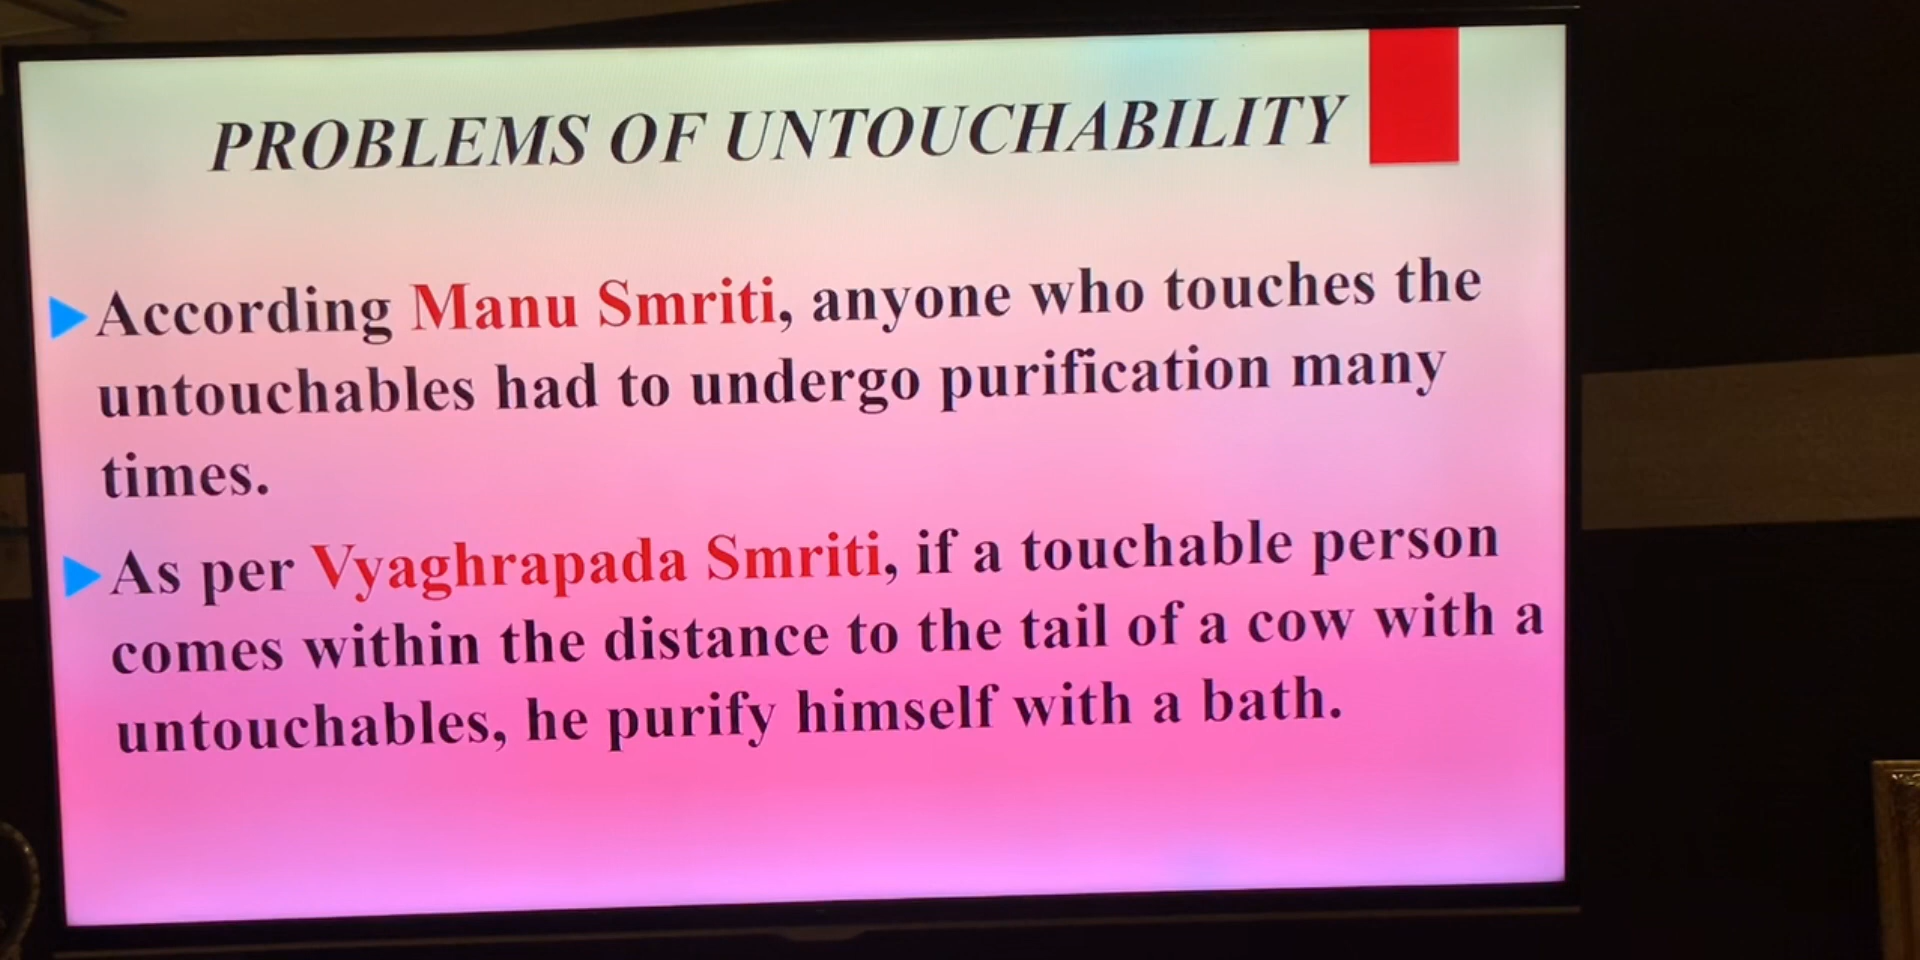 PROBLEMS OF UNTOUCHABILITY
According Manu Smriti, anyone who touches the
untouchables had to undergo purification many
times.
As per Vyaghrapada Smriti, if a touchable person
comes within the distance to the tail of a cow with a
untouchables, he purify himself with a bath.